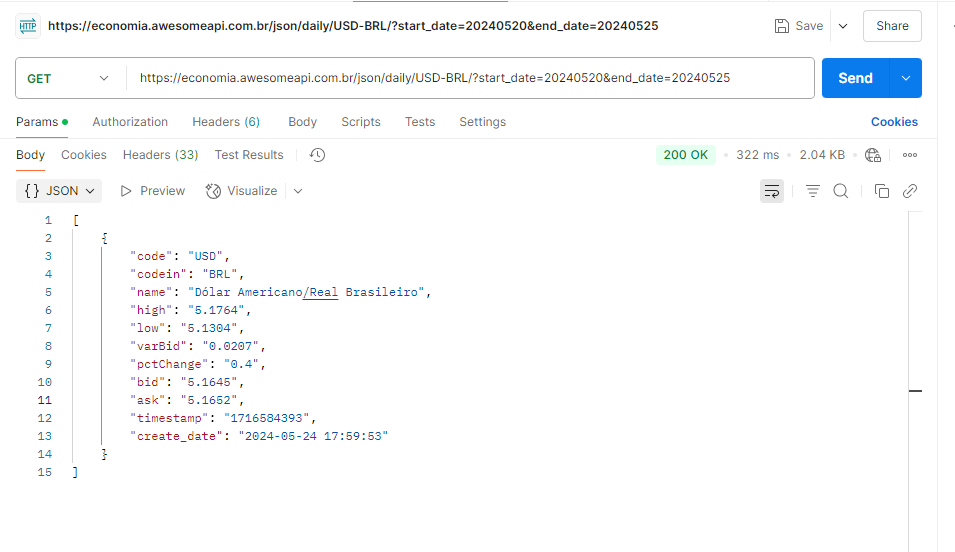 HTTP https://economia.awesomeapi.com.br/json/daily/USD-BRL/?start_date=20240520&end_date=20240525 Save Share
GET https://economia.awesomeapi.com.br/json/daily/USD-BRL/?start_date=20240520&end_date=20240525 Send
Params Authorization Headers (6) Body Scripts Tests Settings Cookies
Body Cookies Headers (33) Test Results 200 OK 322 ms 2.04 KB
{} JSON Preview Visualize
1 [
2 {
3 "code": "USD",
4 "codein": "BRL",
5 "name": "Dólar Americano/Real Brasileiro",
6 "high": "5.1764",
7 "low": "5.1304",
8 "varBid": "0.0207",
9 "pctChange": "0.4",
10 "bid": "5.1645",
11 "ask": "5.1652",
12 "timestamp": "1716584393",
13 "create_date": "2024-05-24 17:59:53"
14 }
15 ]